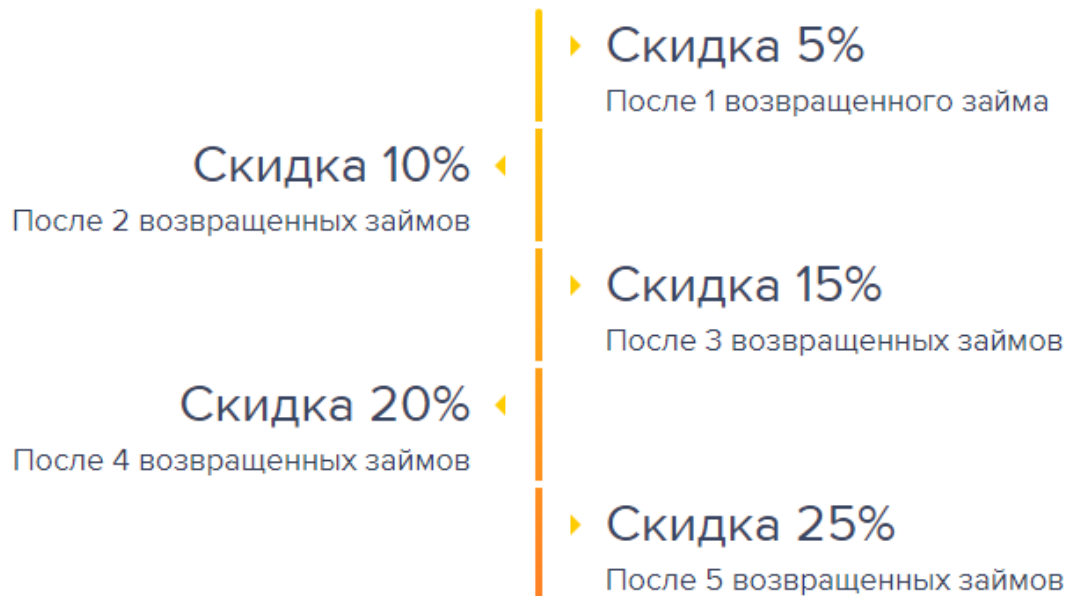 Скидка 5%
После 1 возвращенного займа
Скидка 10%
После 2 возвращенных займов
Скидка 15%
После 3 возвращенных займов
Скидка 20%
После 4 возвращенных займов
Скидка 25%
После 5 возвращенных займов